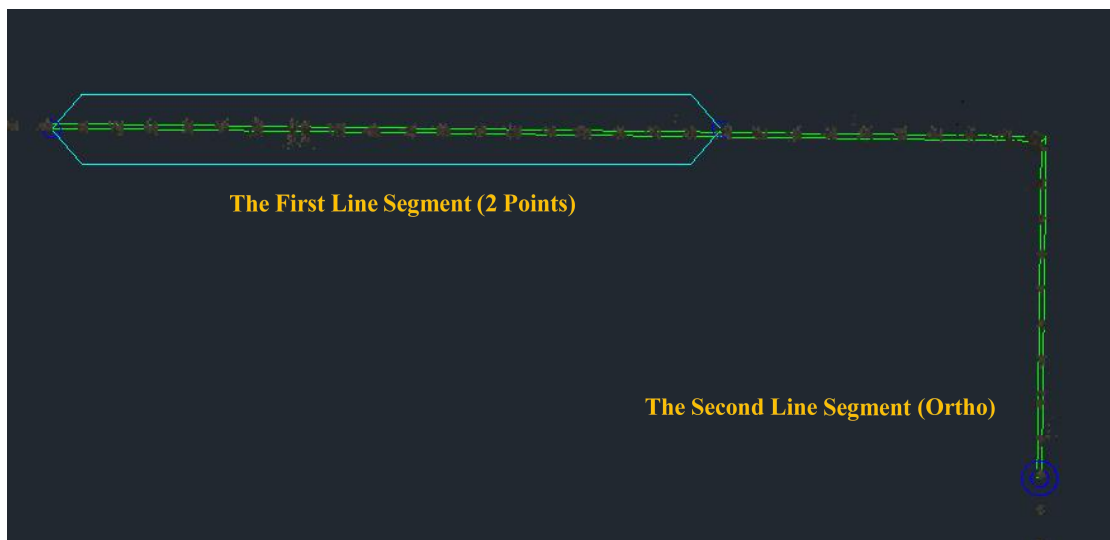 The First Line Segment (2 Points)
The Second Line Segment (Ortho)